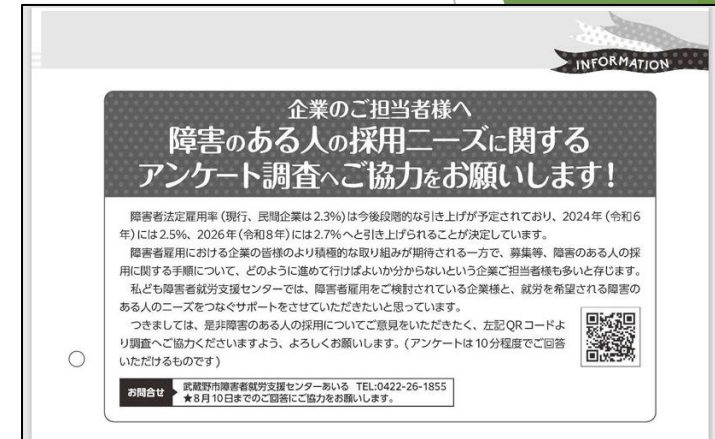 INFORMATION
企業のご担当者様へ
障害のある人の採用ニーズに関する
アンケート調査へご協力をお願いします!
障害者法定雇用率(現行、民間企業は2.3%)は今後段階的な引き上げが予定されており、2024年(令和6
年)には2.5%、2026年(令和8年)には2.7%へと引き上げられることが決定しています。
障害者雇用における企業の皆様のより積極的な取り組みが期待される一方で、募集等、障害のある人の採
用に関する手順について、どのように進めて行けばよいか分からないという企業ご担当者様も多いと存じます。
私ども障害者就労支援センターでは、障害者雇用をご検討されている企業様と、就労を希望される障害の
ある人のニーズをつなぐサポートをさせていただきたいと思っています。
つきましては、是非障害のある人の採用についてご意見をいただきたく、左記QRコードよ
り調査へご協力くださいますよう、よろしくお願いします。(アンケートは10分程度でご回答
いただけるものです)
お問合せ 武蔵野市障害者就労支援センターあいる TEL:0422-26-1855
★8月10日までのご回答にご協力をお願いします。